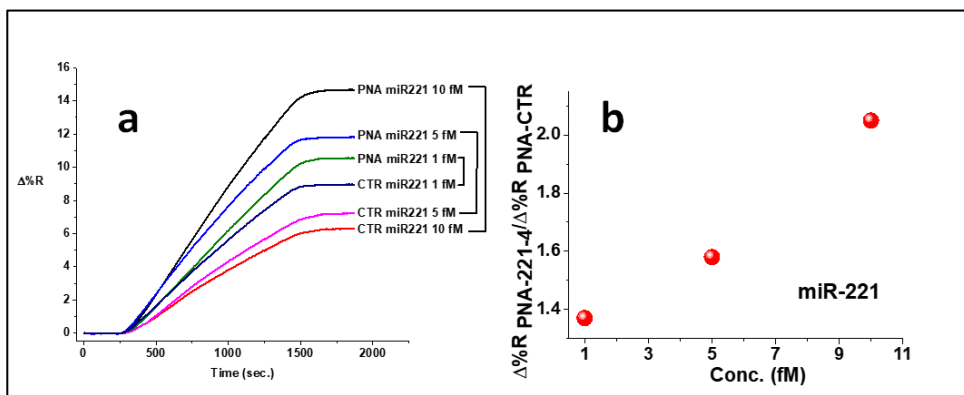 a
16
14
12
10
8
6
4
2
0
Δ%R
PNA miR221 10 fM
PNA miR221 5 fM
PNA miR221 1 fM
CTR miR221 1 fM
CTR miR221 5 fM
CTR miR221 10 fM
0 500 1000 1500 2000
Time (sec.)
b
Δ%R PNA-221-4/Δ%R PNA-CTR
2.0
1.8
1.6
1.4
miR-221
1 3 5 7 9 11
Conc. (fM)